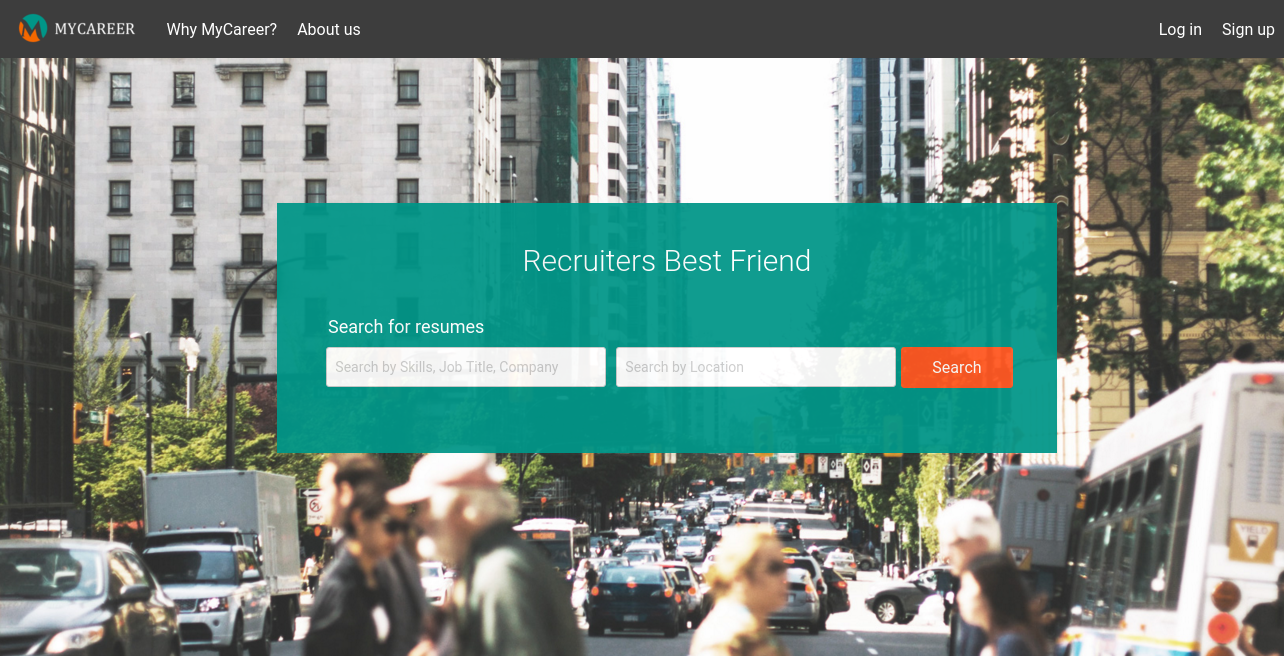 MYCAREER Why MyCareer? About us Log in Sign up
Recruiters Best Friend
Search for resumes
Search by Skills, Job Title, Company Search by Location Search
YIELD